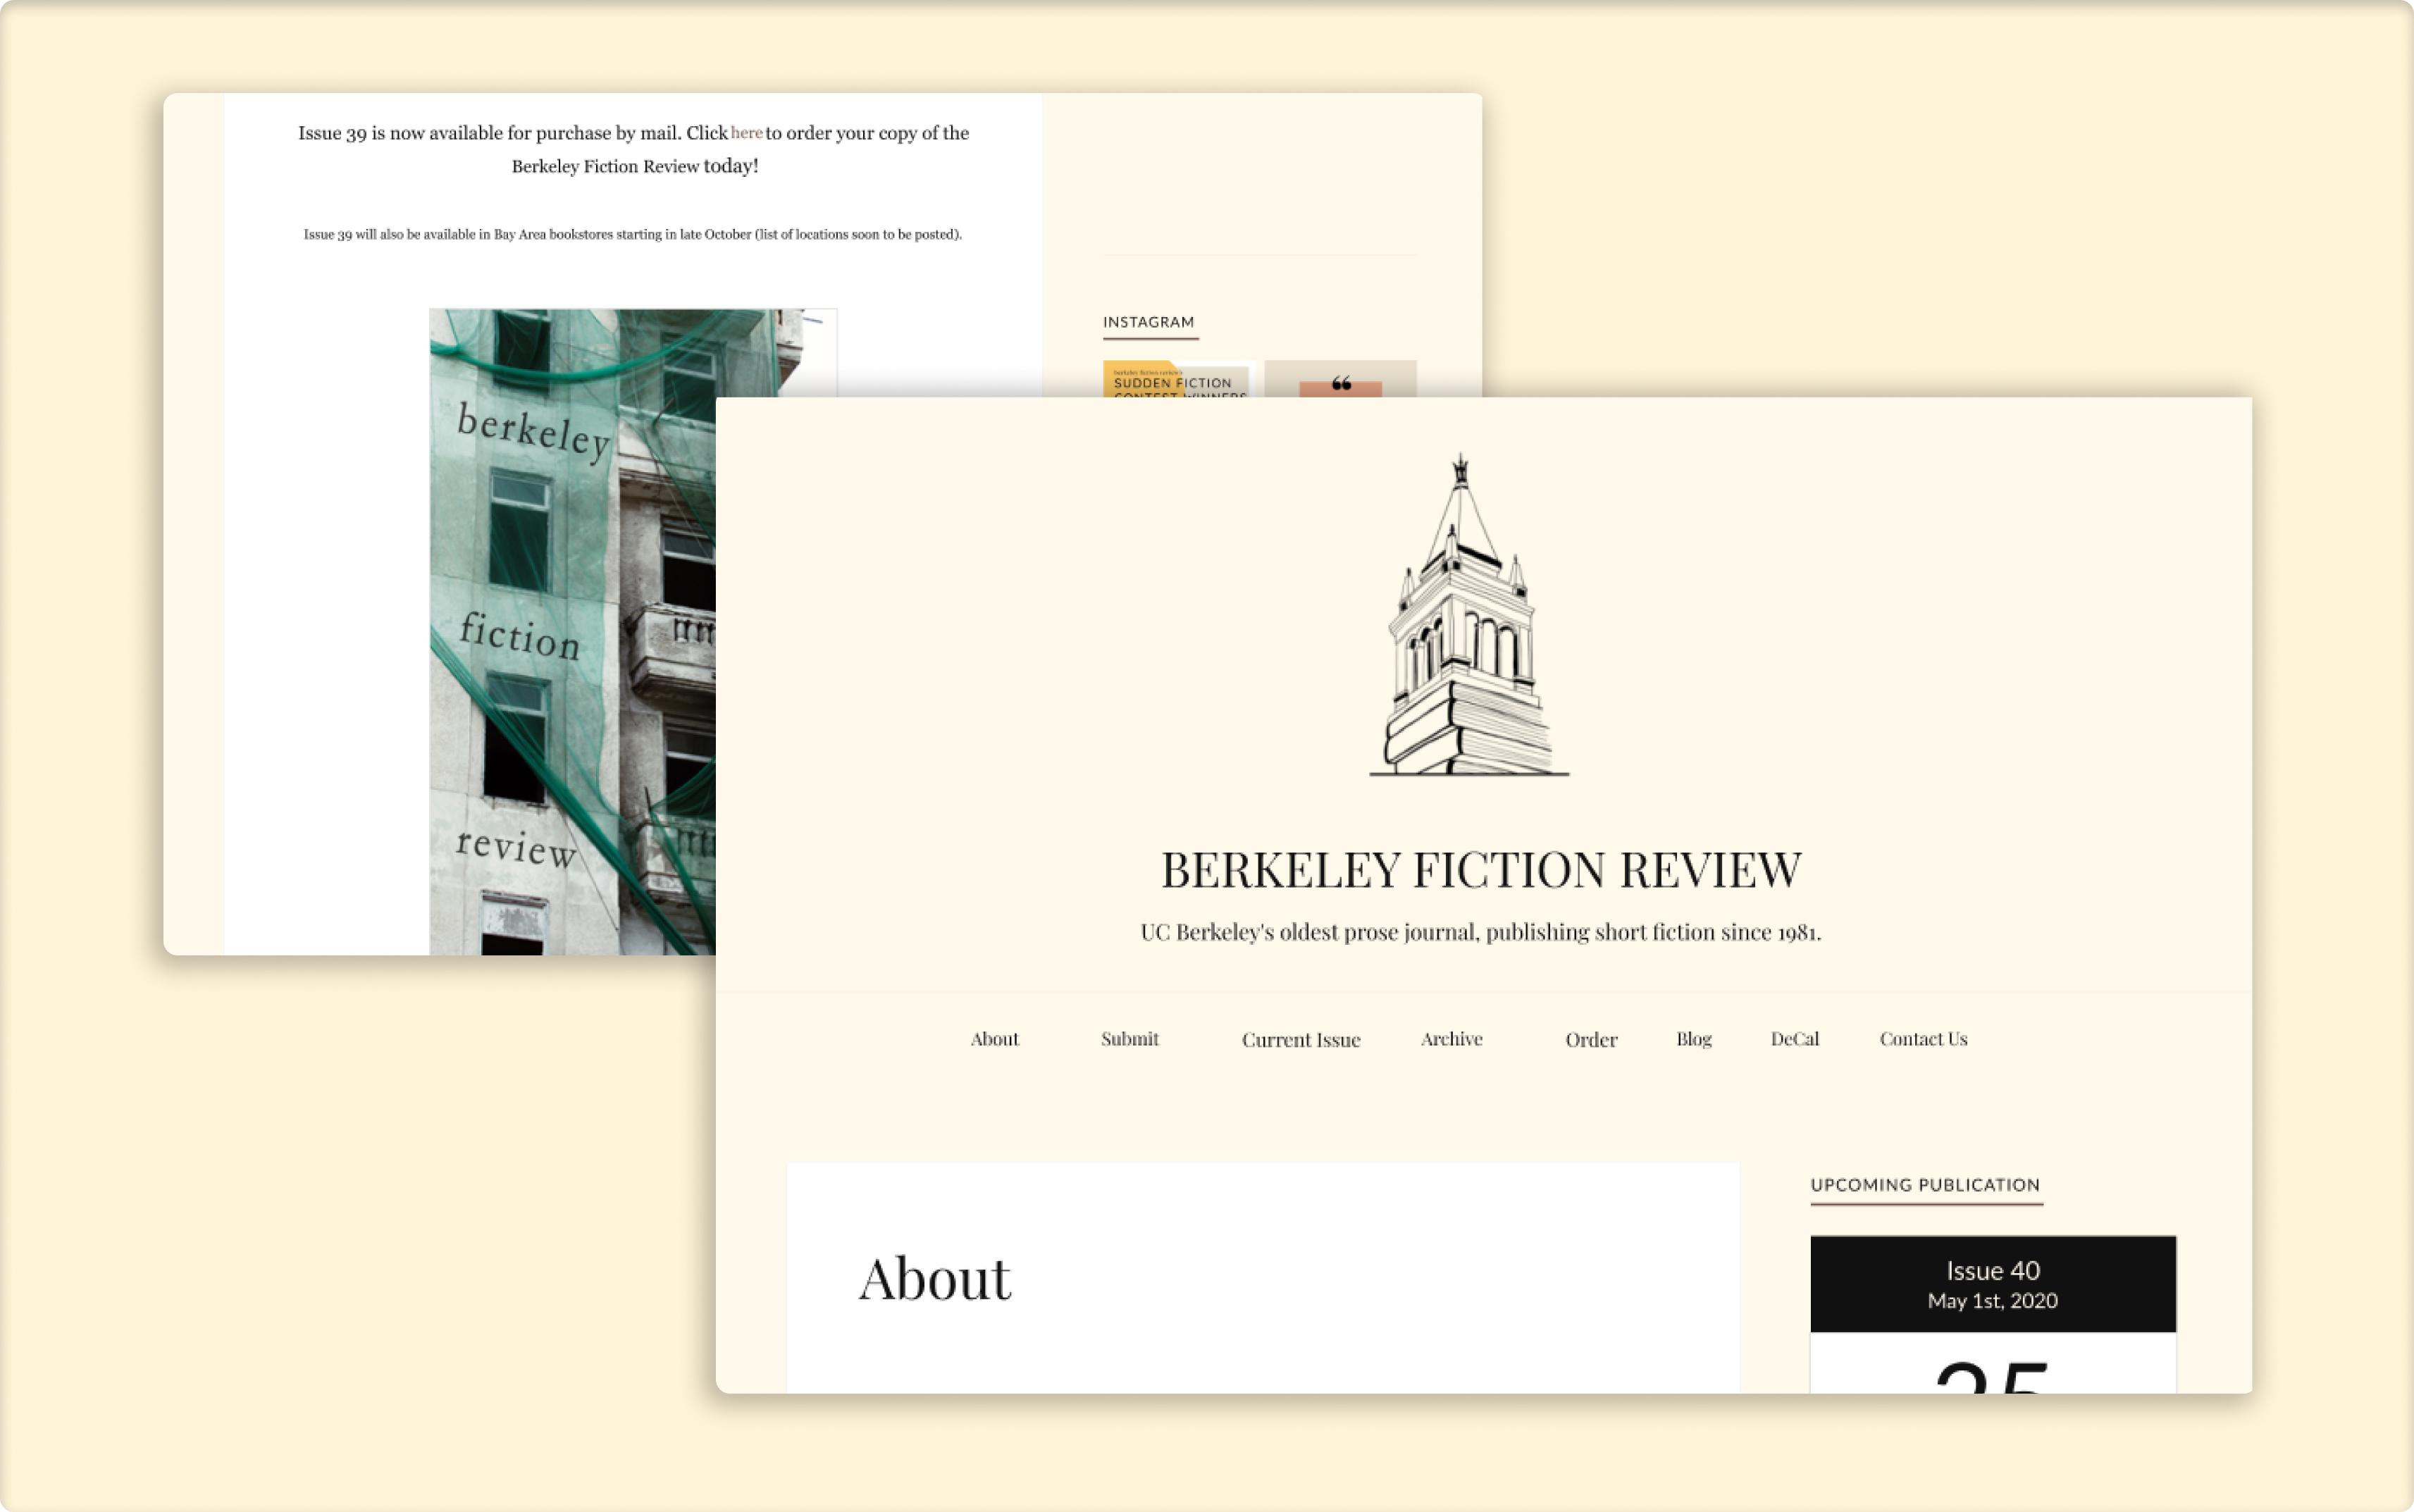 Issue 39 is now available for purchase by mail. Click here to order your copy of the
Berkeley Fiction Review today!
Issue 39 will also be available in Bay Area bookstores starting in late October (list of locations soon to be posted).
INSTAGRAM
berkeley fiction review's
SUDDEN FICTION
CONTEST WINNERS
“
berkeley
fiction
review
BERKELEY FICTION REVIEW
UC Berkeley's oldest prose journal, publishing short fiction since 1981.
About Submit Current Issue Archive Order Blog DeCal Contact Us
About
UPCOMING PUBLICATION
Issue 40
May 1st, 2020
25